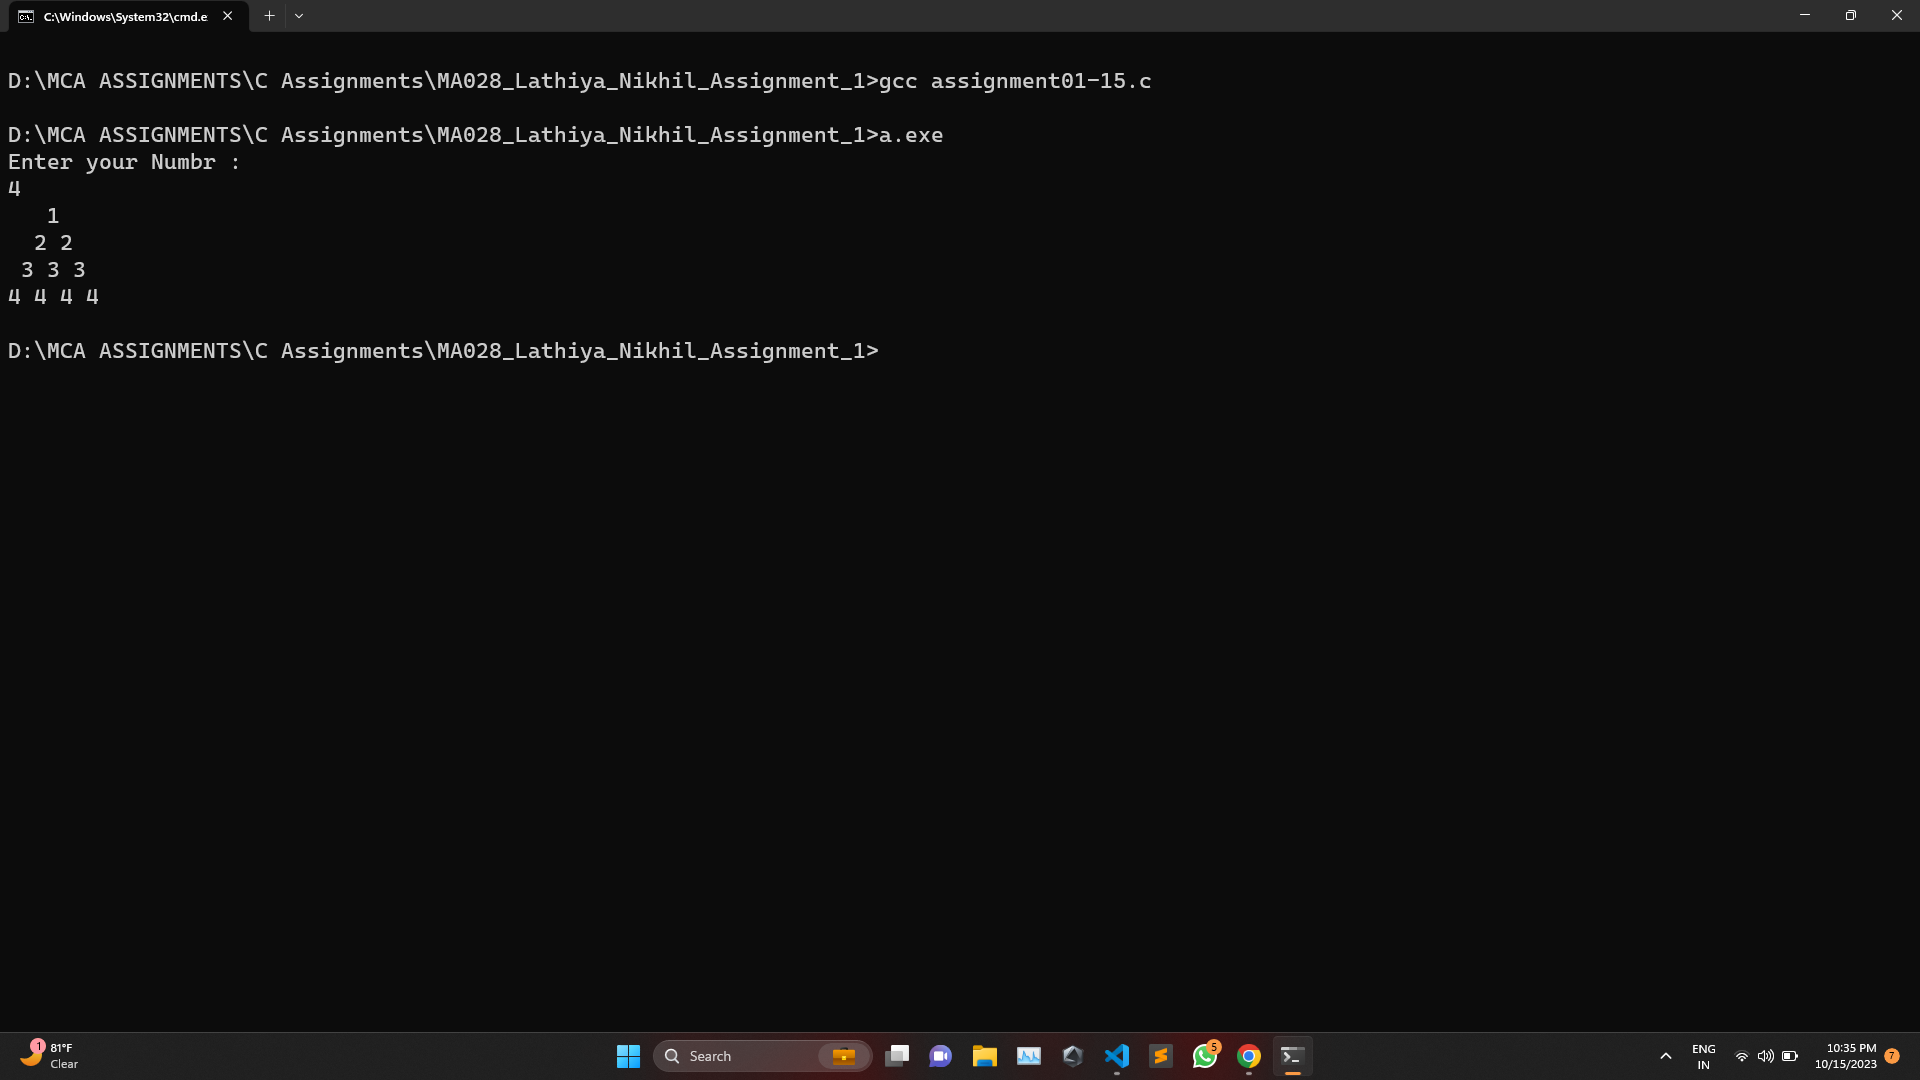 C:\Windows\System32\cmd.e
D:\MCA ASSIGNMENTS\C Assignments\MA028_Lathiya_Nikhil_Assignment_1>gcc assignment01-15.c
D:\MCA ASSIGNMENTS\C Assignments\MA028_Lathiya_Nikhil_Assignment_1>a.exe
Enter your Numbr :
4
   1
  2 2
 3 3 3
4 4 4 4
D:\MCA ASSIGNMENTS\C Assignments\MA028_Lathiya_Nikhil_Assignment_1>
1
81°F
Clear
Search
5
ENG
IN
10:35 PM
10/15/2023
7